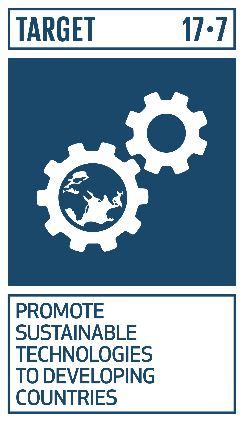 TARGET 17·7
PROMOTE
SUSTAINABLE
TECHNOLOGIES
TO DEVELOPING
COUNTRIES